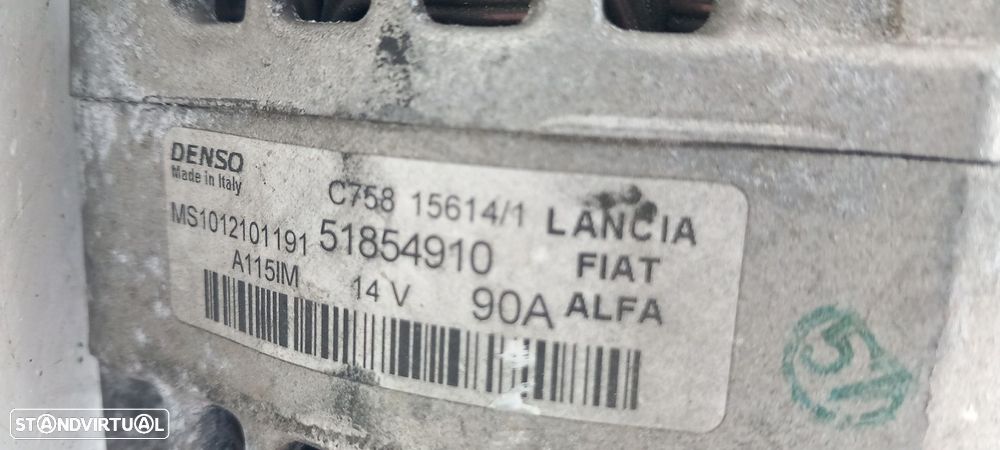 DENSO
Made in Italy
C758 15614/1
MS1012101191 51854910
A115IM 14 V 90A
LANCIA
FIAT
ALFA
STANDVIRTUAL